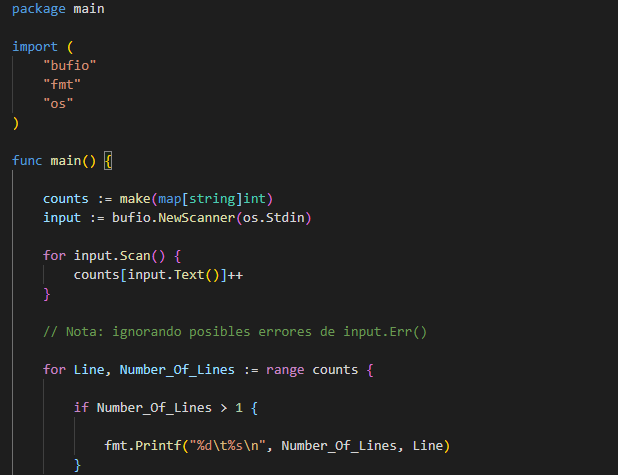 package main
import (
"bufio"
"fmt"
"os"
)
func main() {
counts := make(map[string]int)
input := bufio.NewScanner(os.Stdin)
for input.Scan() {
counts[input.Text()]++
}
// Nota: ignorando posibles errores de input.Err()
for Line, Number_Of_Lines := range counts {
if Number_Of_Lines > 1 {
fmt.Printf("%d\t%s\n", Number_Of_Lines, Line)
}